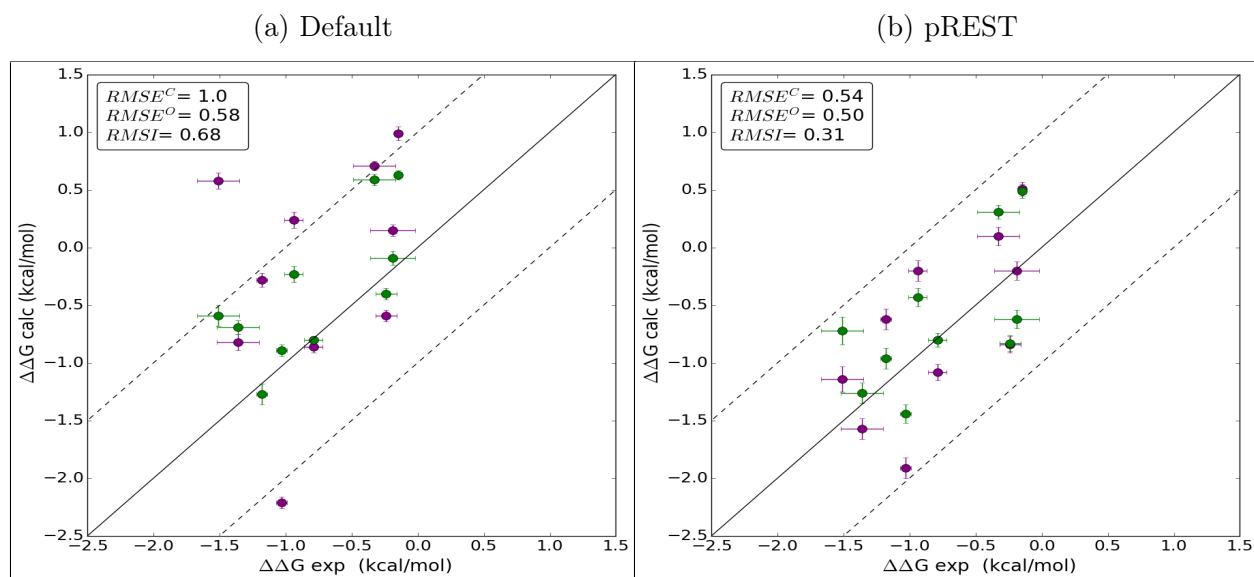 (a) Default
(b) pREST
RMSE^C= 1.0
RMSE^O= 0.58
RMSI= 0.68
1.5
1.0
0.5
0.0
−0.5
−1.0
−1.5
−2.0
−2.5
ΔΔG calc (kcal/mol)
−2.5 −2.0 −1.5 −1.0 −0.5 0.0 0.5 1.0 1.5
ΔΔG exp (kcal/mol)
RMSE^C= 0.54
RMSE^O= 0.50
RMSI= 0.31
1.5
1.0
0.5
0.0
−0.5
−1.0
−1.5
−2.0
−2.5
ΔΔG calc (kcal/mol)
−2.5 −2.0 −1.5 −1.0 −0.5 0.0 0.5 1.0 1.5
ΔΔG exp (kcal/mol)